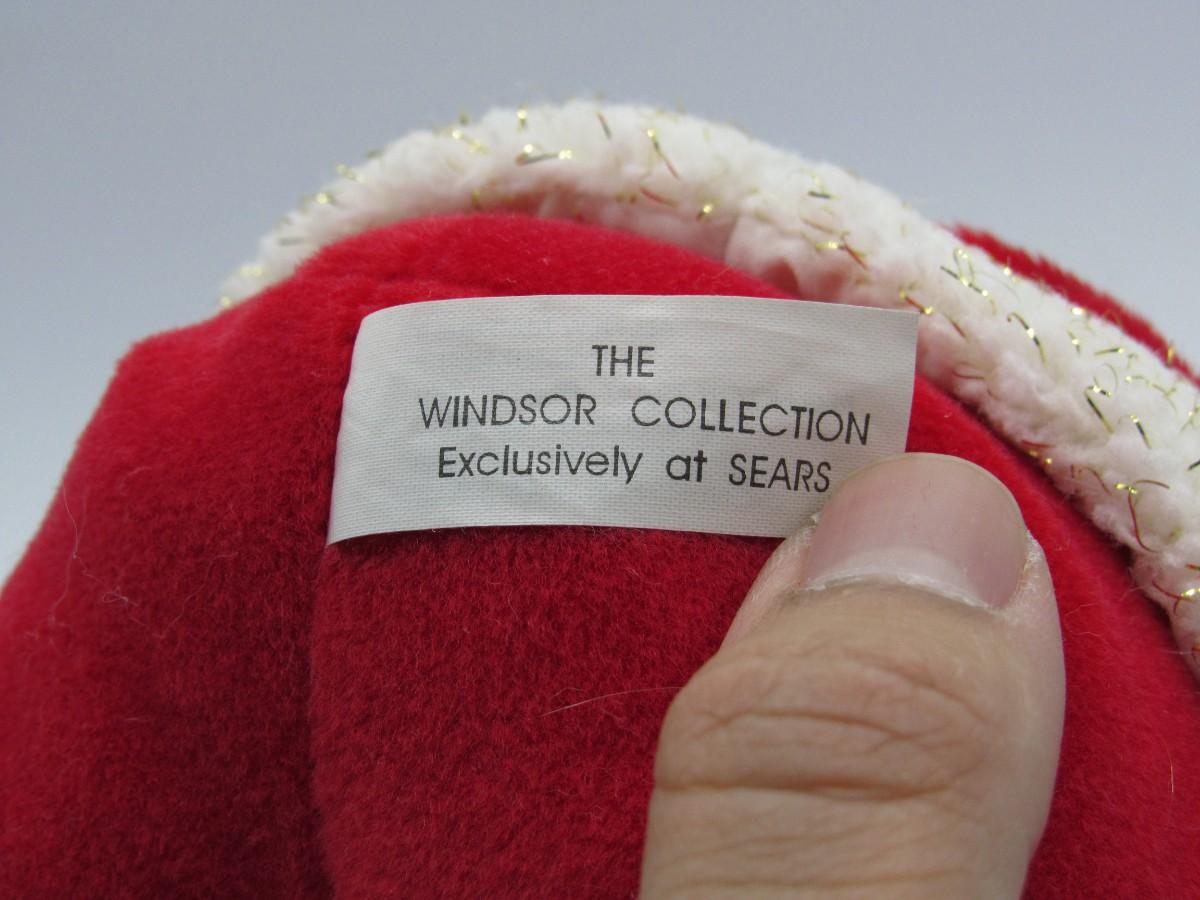 THE
WINDSOR COLLECTION
Exclusively at SEARS